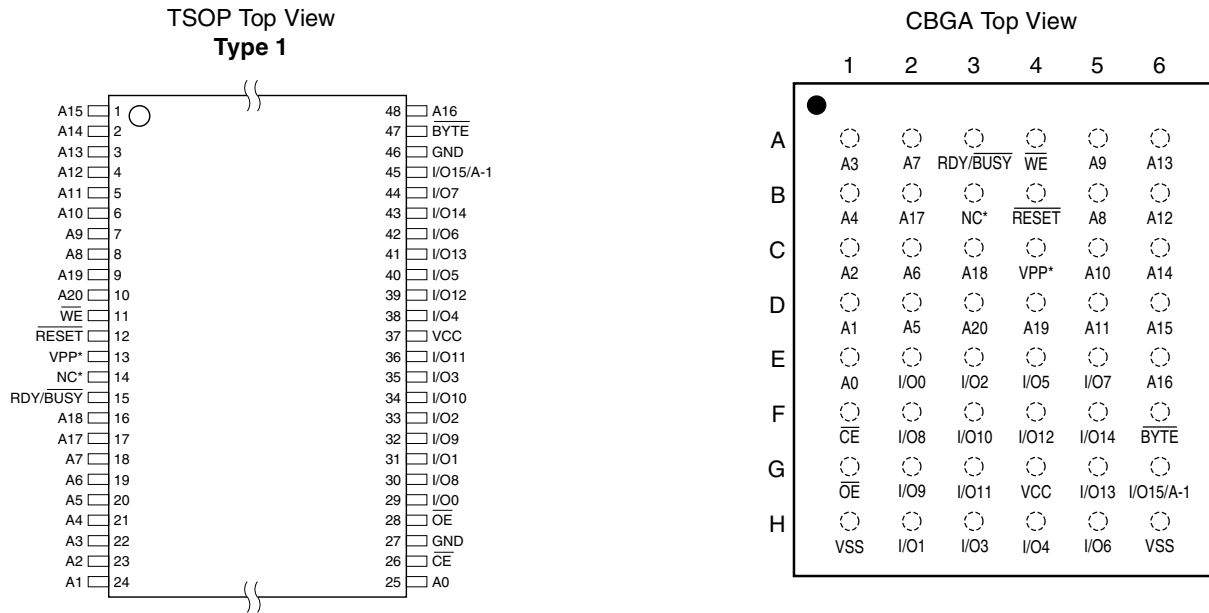 TSOP Top View
Type 1
A15 1 48 A16
A14 2 47 BYTE
A13 3 46 GND
A12 4 45 I/O15/A-1
A11 5 44 I/O7
A10 6 43 I/O14
A9 7 42 I/O6
A8 8 41 I/O13
A19 9 40 I/O5
A20 10 39 I/O12
WE 11 38 I/O4
RESET 12 37 VCC
VPP* 13 36 I/O11
NC* 14 35 I/O3
RDY/BUSY 15 34 I/O10
A18 16 33 I/O2
A17 17 32 I/O9
A7 18 31 I/O1
A6 19 30 I/O8
A5 20 29 I/O0
A4 21 28 OE
A3 22 27 GND
A2 23 26 CE
A1 24 25 A0
CBGA Top View
1 2 3 4 5 6
A
A3 A7 RDY/BUSY WE A9 A13
B
A4 A17 NC* RESET A8 A12
C
A2 A6 A18 VPP* A10 A14
D
A1 A5 A20 A19 A11 A15
E
A0 I/O0 I/O2 I/O5 I/O7 A16
F
CE I/O8 I/O10 I/O12 I/O14 BYTE
G
OE I/O9 I/O11 VCC I/O13 I/O15/A-1
H
VSS I/O1 I/O3 I/O4 I/O6 VSS